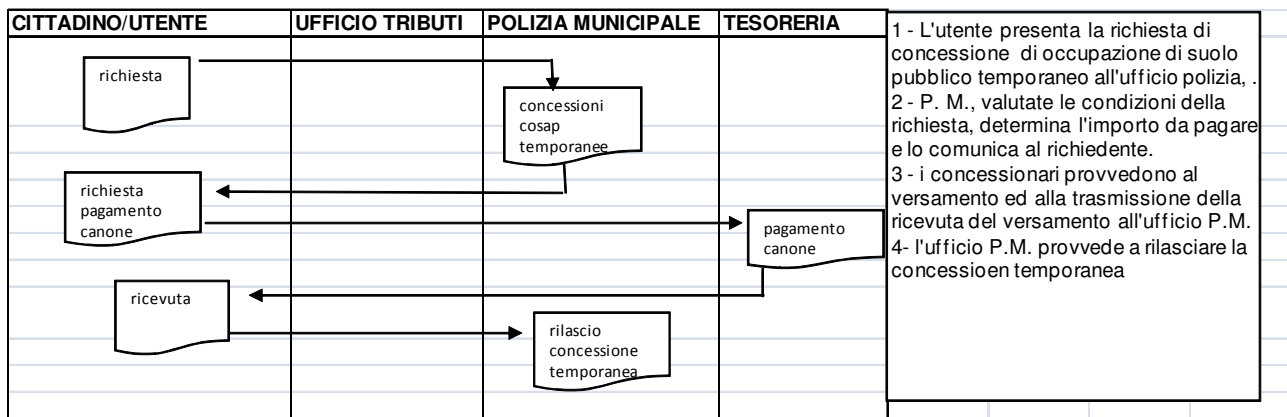 CITTADINO/UTENTE UFFICIO TRIBUTI POLIZIA MUNICIPALE TESORERIA
richiesta
concessioni
cosap
temporanee
richiesta
pagamento
canone
pagamento
canone
ricevuta
rilascio
concessione
temporanea
1 - L'utente presenta la richiesta di
concessione di occupazione di suolo
pubblico temporaneo all'ufficio polizia, .
2 - P. M., valutate le condizioni della
richiesta, determina l'importo da pagare
e lo comunica al richiedente.
3 - i concessionari provvedono al
versamento ed alla trasmissione della
ricevuta del versamento all'ufficio P.M.
4- l'ufficio P.M. provvede a rilasciare la
concessioen temporanea